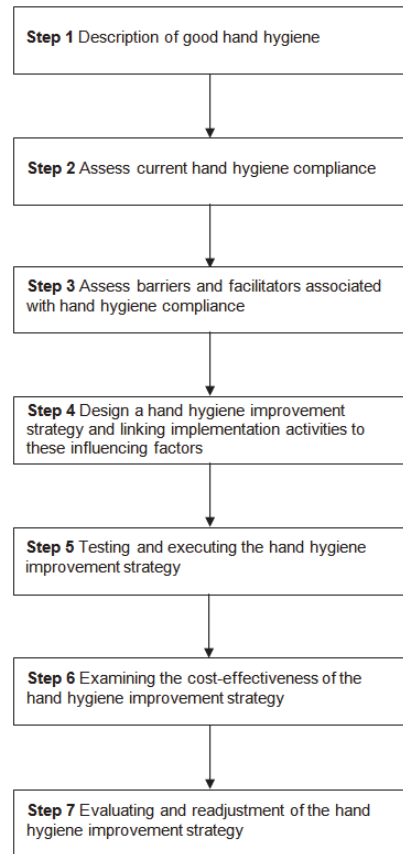 Step 1 Description of good hand hygiene
Step 2 Assess current hand hygiene compliance
Step 3 Assess barriers and facilitators associated
with hand hygiene compliance
Step 4 Design a hand hygiene improvement
strategy and linking implementation activities to
these influencing factors
Step 5 Testing and executing the hand hygiene
improvement strategy
Step 6 Examining the cost-effectiveness of the
hand hygiene improvement strategy
Step 7 Evaluating and readjustment of the hand
hygiene improvement strategy